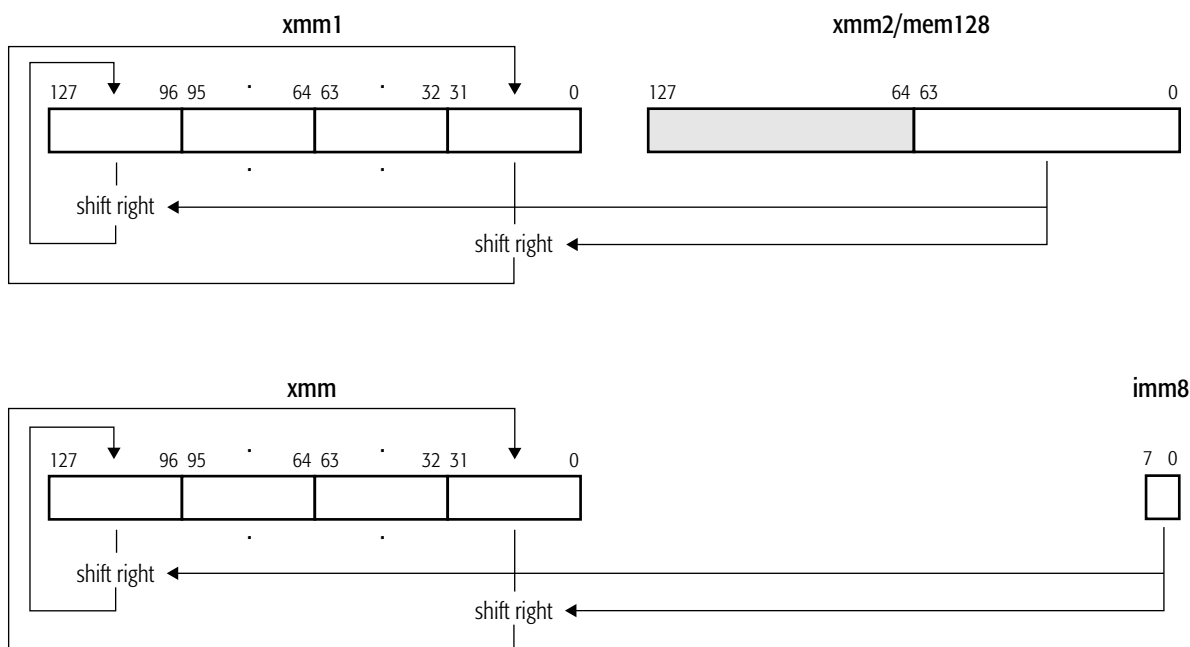 xmm1 xmm2/mem128
127 96 95 . 64 63 . 32 31 0 127 64 63 0
. .
shift right
shift right
xmm imm8
127 96 95 . 64 63 . 32 31 0 7 0
. .
shift right
shift right